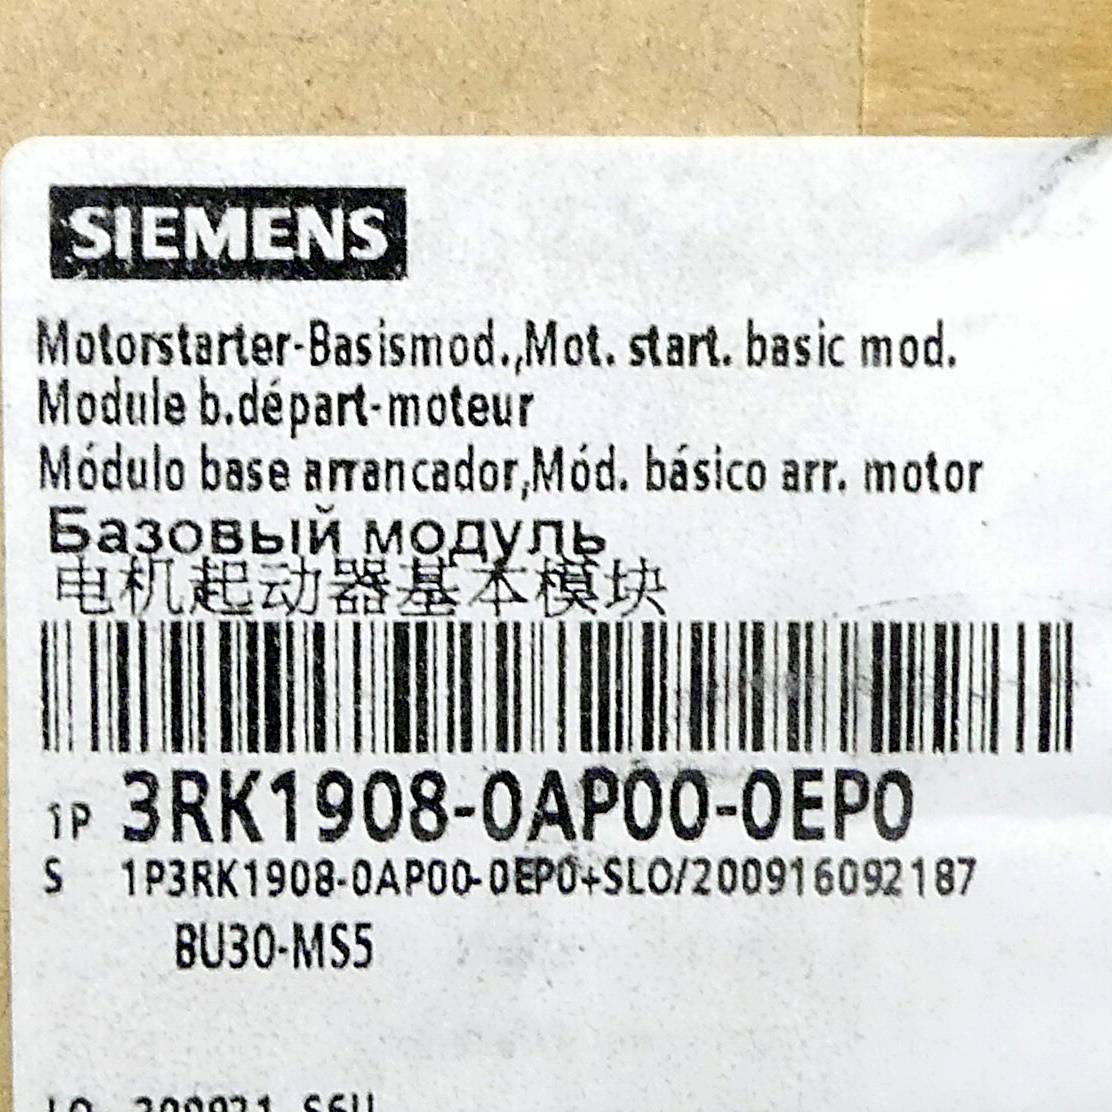 SIEMENS
Motorstarter-Basismod.,Mot. start. basic mod.
Module b.départ-moteur
Módulo base arrancador,Mód. básico arr. motor
Базовый модуль
电机起动器基本模块
1P 3RK1908-0AP00-0EP0
S 1P3RK1908-0AP00-0EP0+SLO/200916092187
BU30-MS5